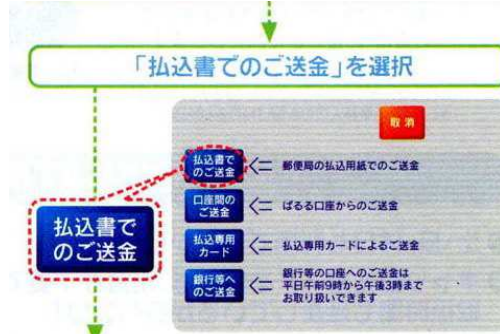 「払込書でのご送金」を選択
取消
払込書で
のご送金
郵便局の払込用紙でのご送金
口座間の
ご送金
ぱるる口座からのご送金
払込専用
カード
払込専用カードによるご送金
銀行等へ
のご送金
銀行等の口座へのご送金は
平日午前9時から午後3時まで
お取り扱いできます
払込書で
のご送金